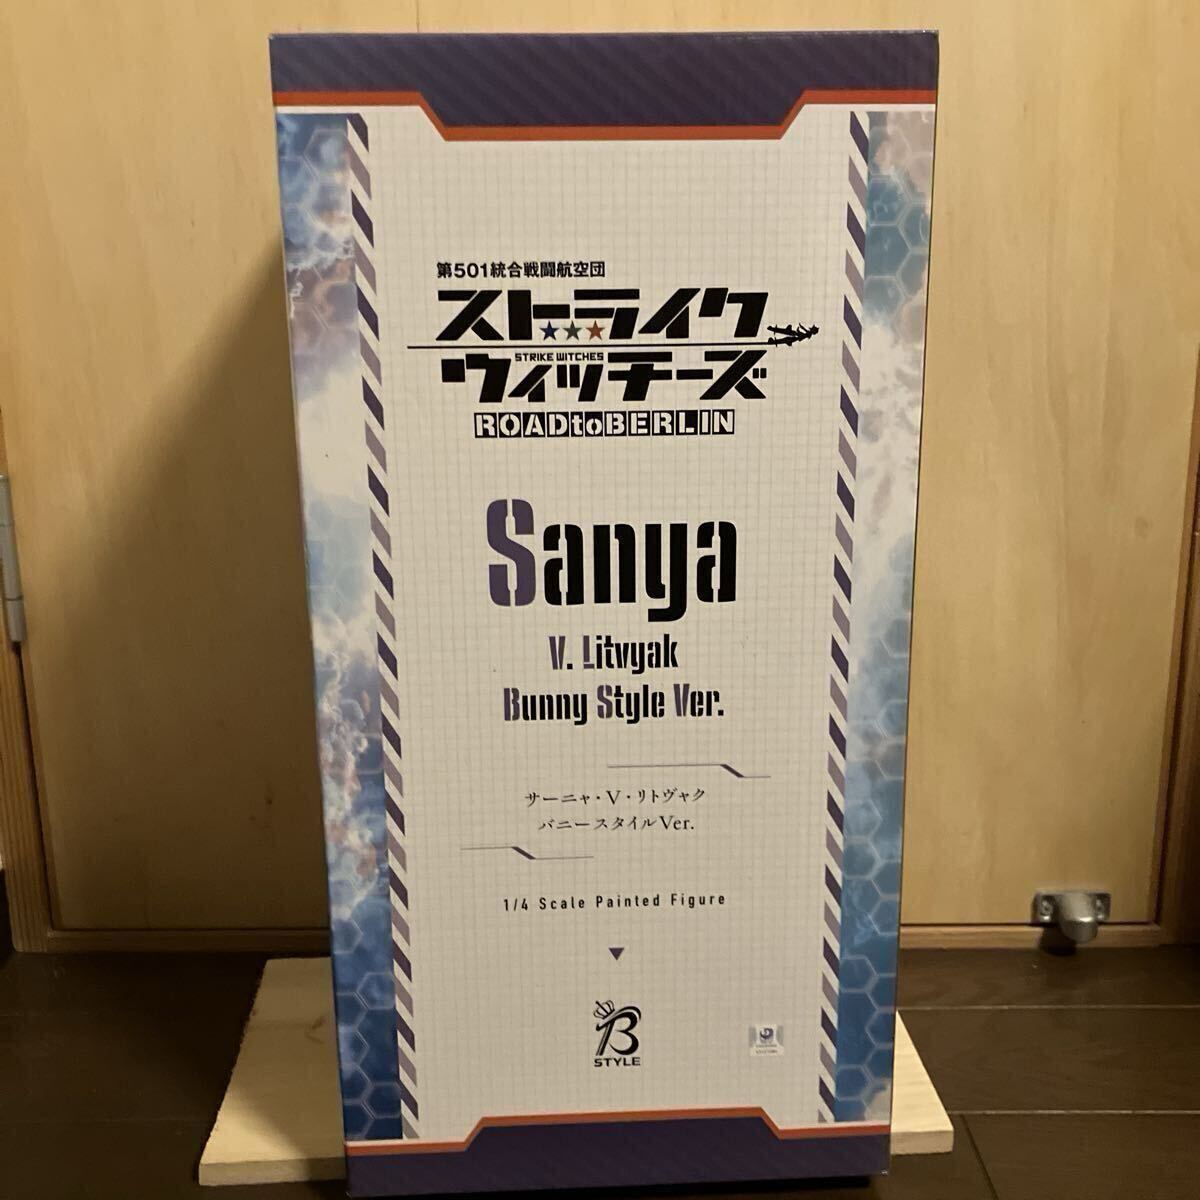 第501統合戦闘航空団
ストライク
STRIKE WITCHES
ウィッチーズ
ROADtoBERLIN
Sanya
V. Litvyak
Bunny Style Ver.
サーニャ・V・リトヴャク
バニースタイルVer.
1/4 Scale Painted Figure
B
STYLE